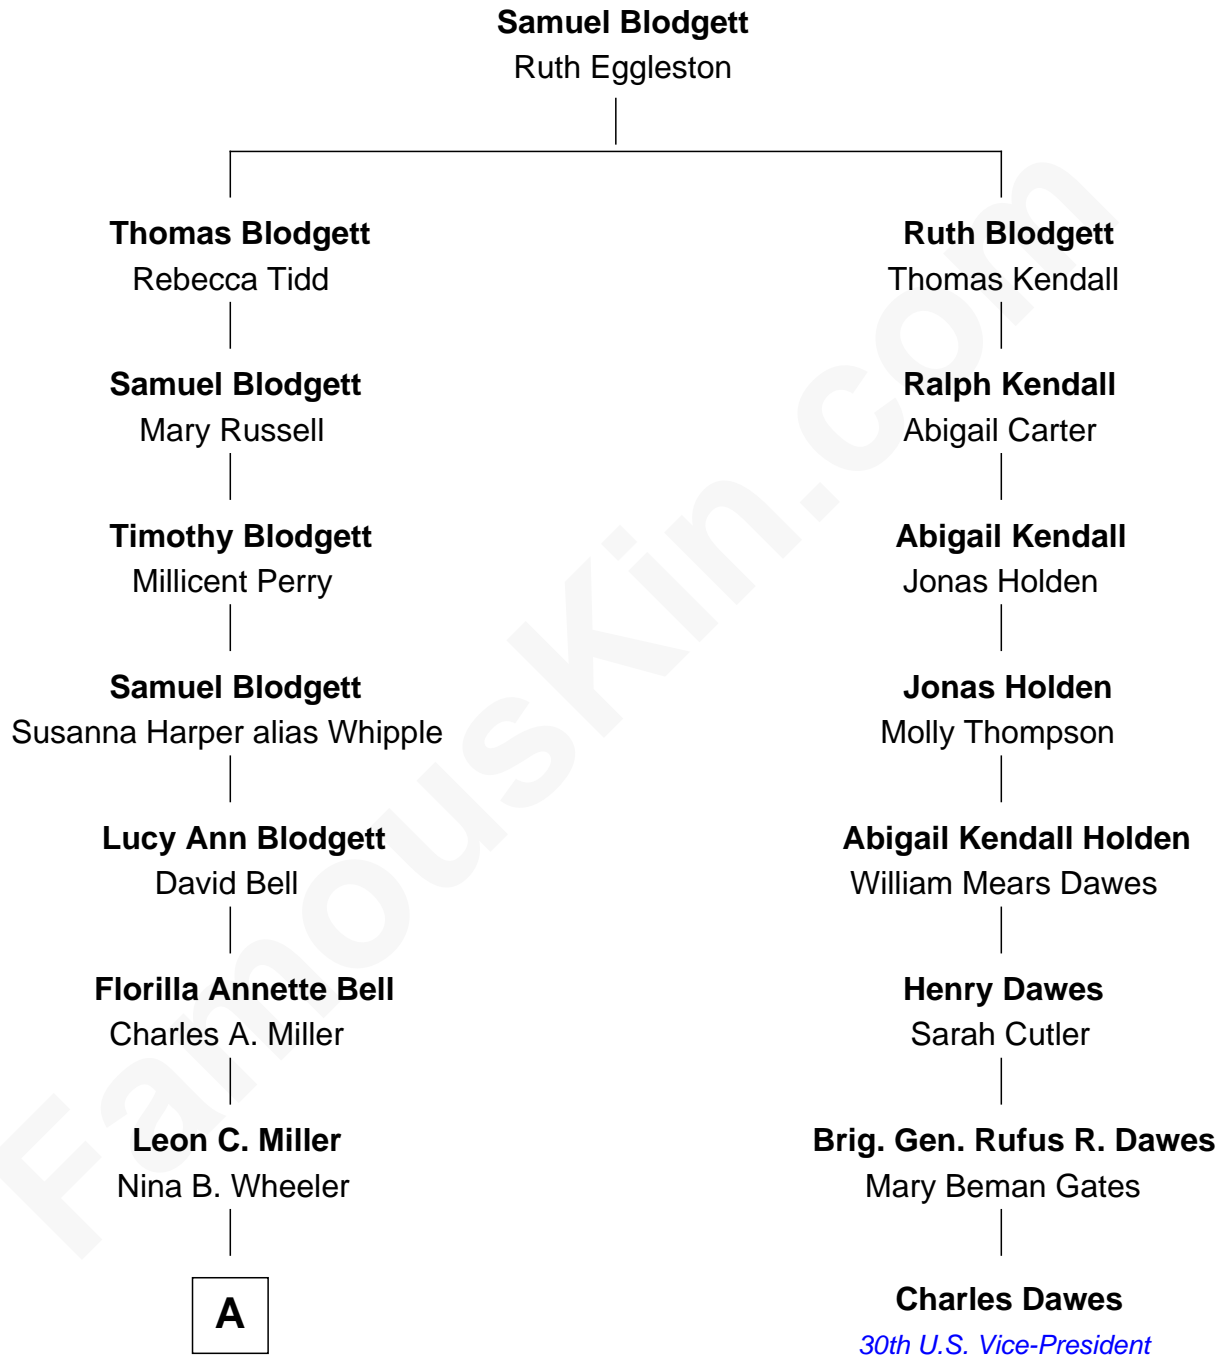 Samuel Blodgett
Ruth Eggleston
Thomas Blodgett
Rebecca Tidd
Samuel Blodgett
Mary Russell
Timothy Blodgett
Millicent Perry
Samuel Blodgett
Susanna Harper alias Whipple
Lucy Ann Blodgett
David Bell
Florilla Annette Bell
Charles A. Miller
Leon C. Miller
Nina B. Wheeler
A
Ruth Blodgett
Thomas Kendall
Ralph Kendall
Abigail Carter
Abigail Kendall
Jonas Holden
Jonas Holden
Molly Thompson
Abigail Kendall Holden
William Mears Dawes
Henry Dawes
Sarah Cutler
Brig. Gen. Rufus R. Dawes
Mary Beman Gates
Charles Dawes
30th U.S. Vice-President
FamousKin.com